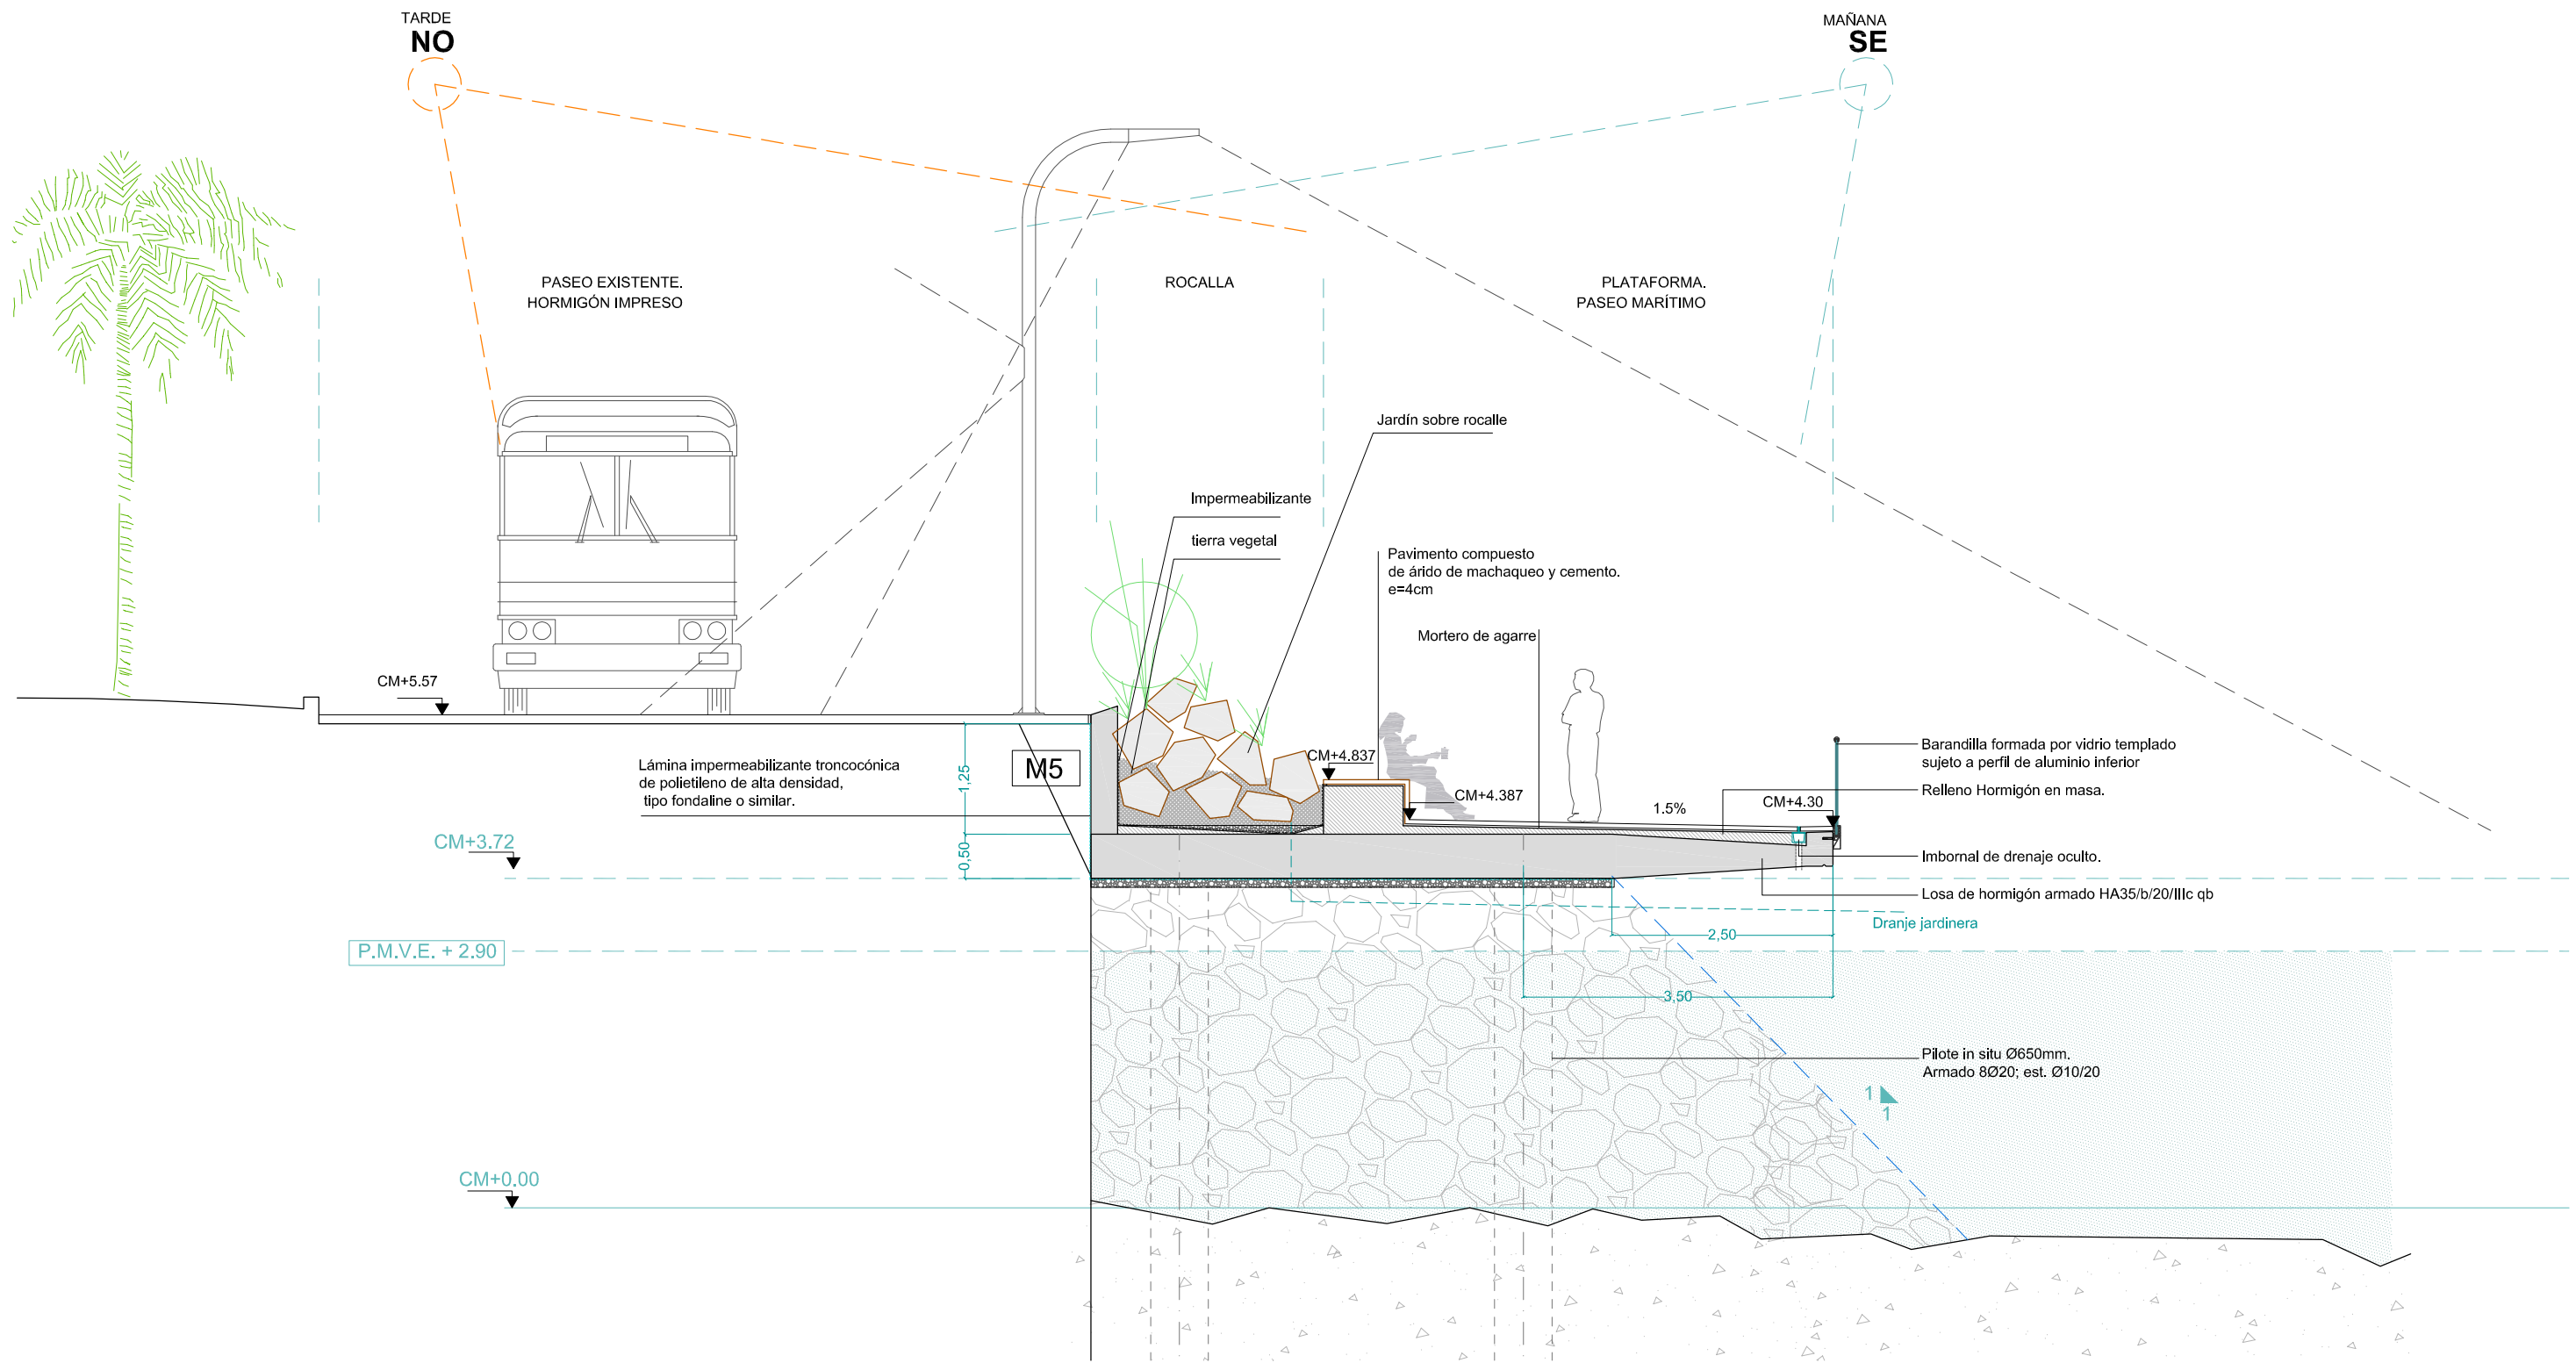 TARDE
NO
MAÑANA
SE
PASEO EXISTENTE.
HORMIGÓN IMPRESO
ROCALLA
PLATAFORMA.
PASEO MARÍTIMO
Jardín sobre rocalle
Impermeabilizante
tierra vegetal
Pavimento compuesto
de árido de machaqueo y cemento.
e=4cm
Mortero de agarre
CM+5.57
Lámina impermeabilizante troncocónica
de polietileno de alta densidad,
tipo fondaline o similar.
M5
1,25
0,50
CM+4.837
CM+4.387
1.5%
CM+4.30
Barandilla formada por vidrio templado
sujeto a perfil de aluminio inferior
Relleno Hormigón en masa.
Imbornal de drenaje oculto.
Losa de hormigón armado HA35/b/20/IIIc qb
Dranje jardinera
CM+3.72
P.M.V.E. + 2.90
2,50
3,50
Pilote in situ Ø650mm.
Armado 8Ø20; est. Ø10/20
1
1
CM+0.00